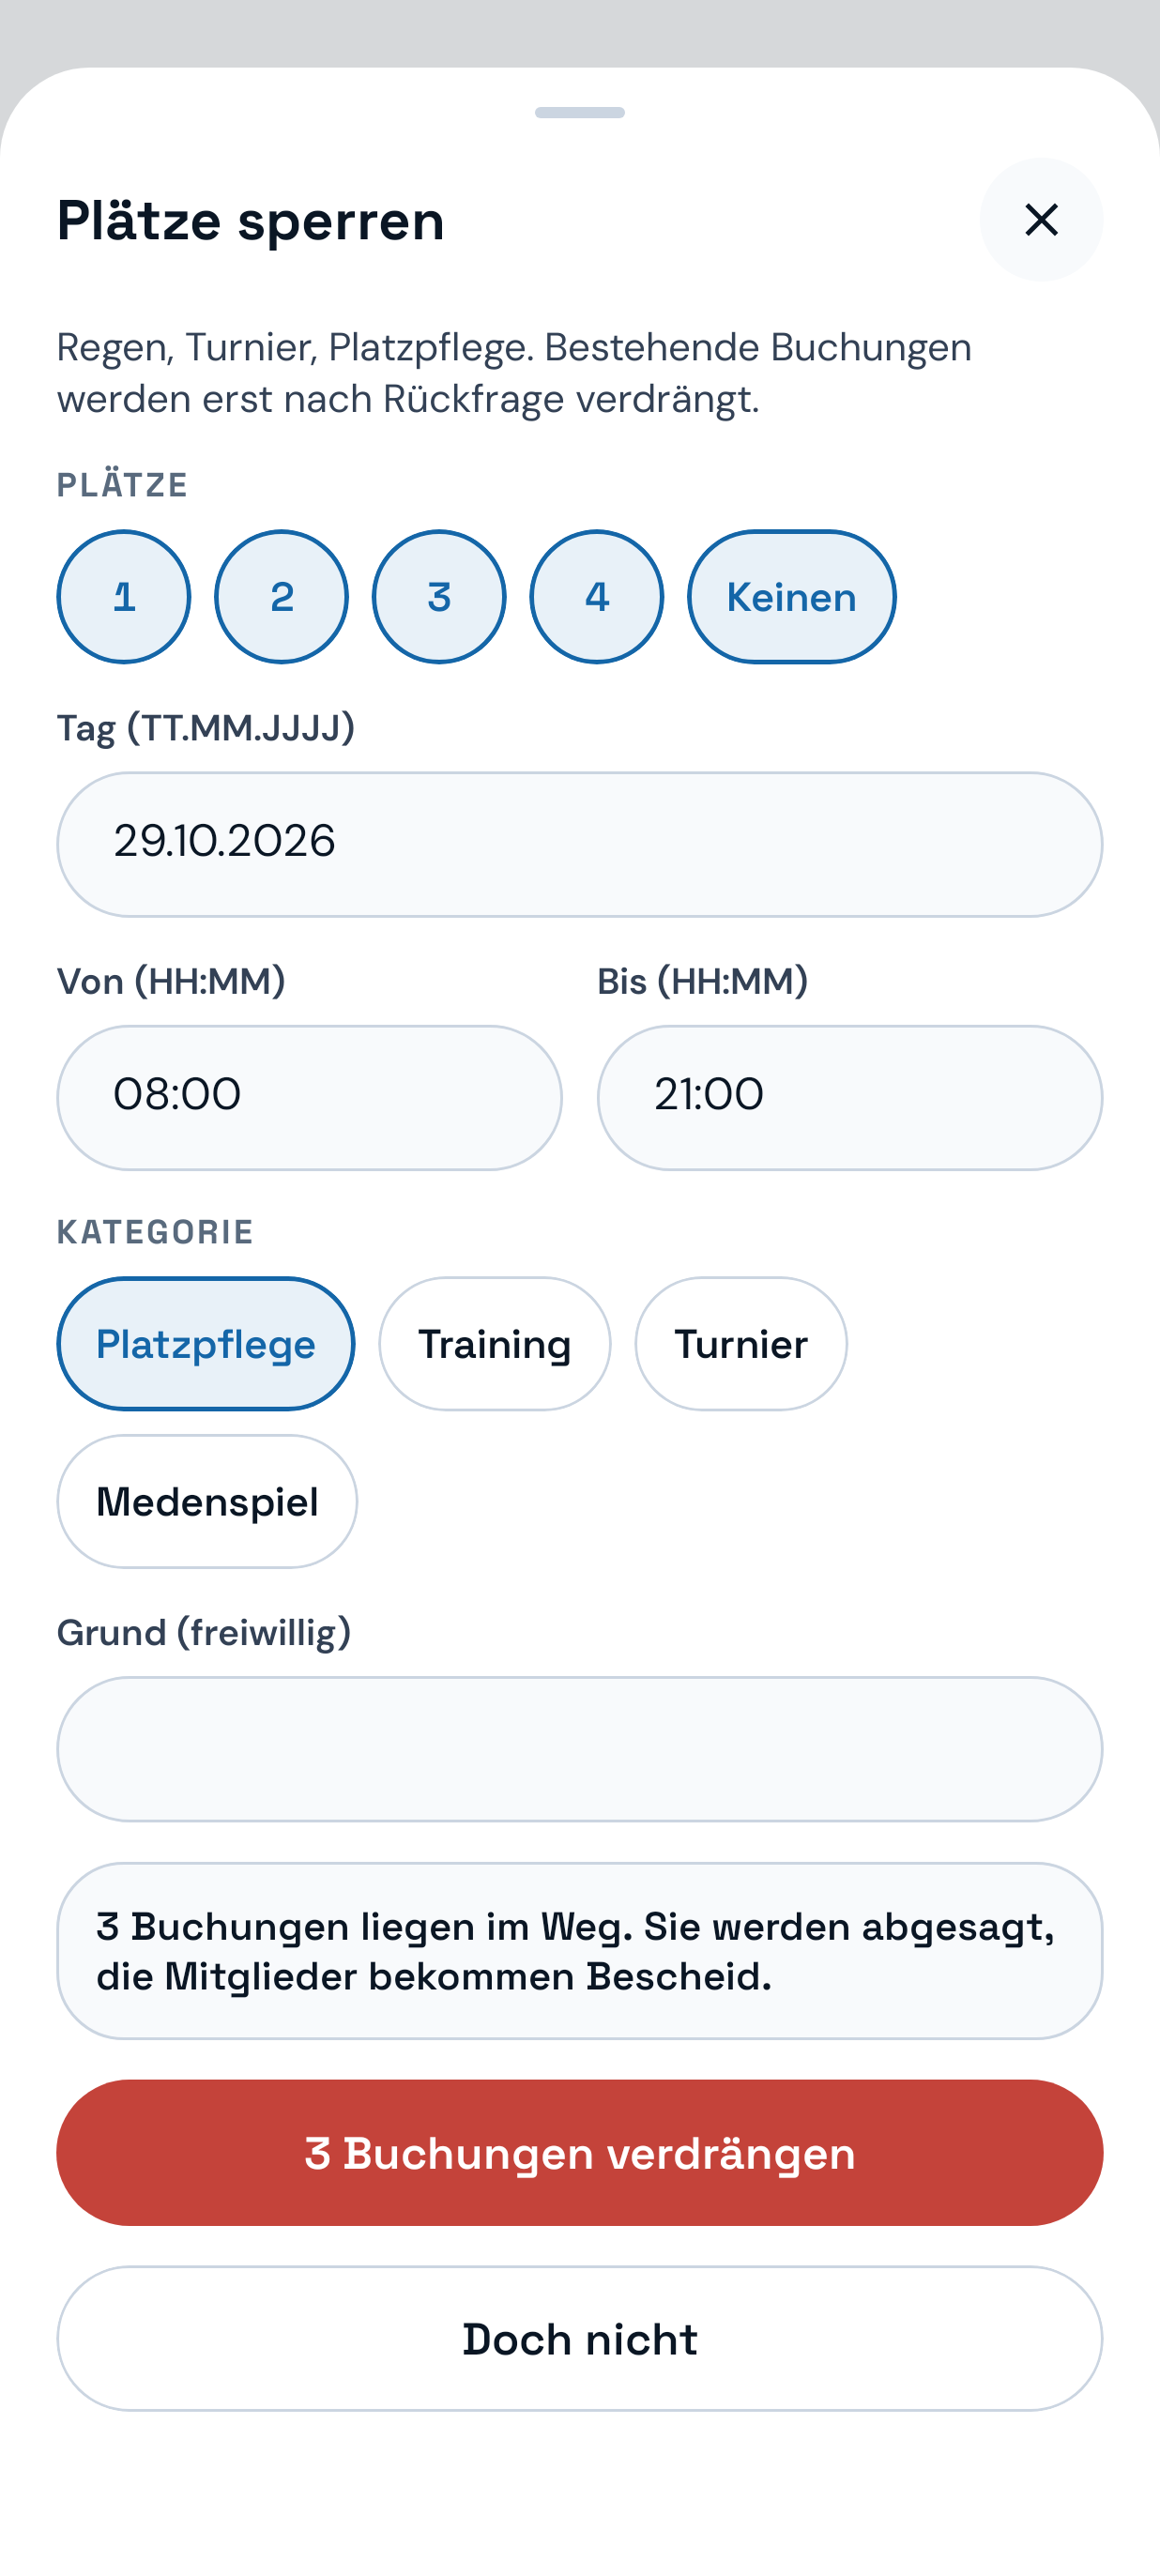 Plätze sperren
Regen, Turnier, Platzpflege. Bestehende Buchungen
werden erst nach Rückfrage verdrängt.
PLÄTZE
1 2 3 4 Keinen
Tag (TT.MM.JJJJ)
29.10.2026
Von (HH:MM) Bis (HH:MM)
08:00 21:00
KATEGORIE
Platzpflege Training Turnier
Medenspiel
Grund (freiwillig)
3 Buchungen liegen im Weg. Sie werden abgesagt,
die Mitglieder bekommen Bescheid.
3 Buchungen verdrängen
Doch nicht